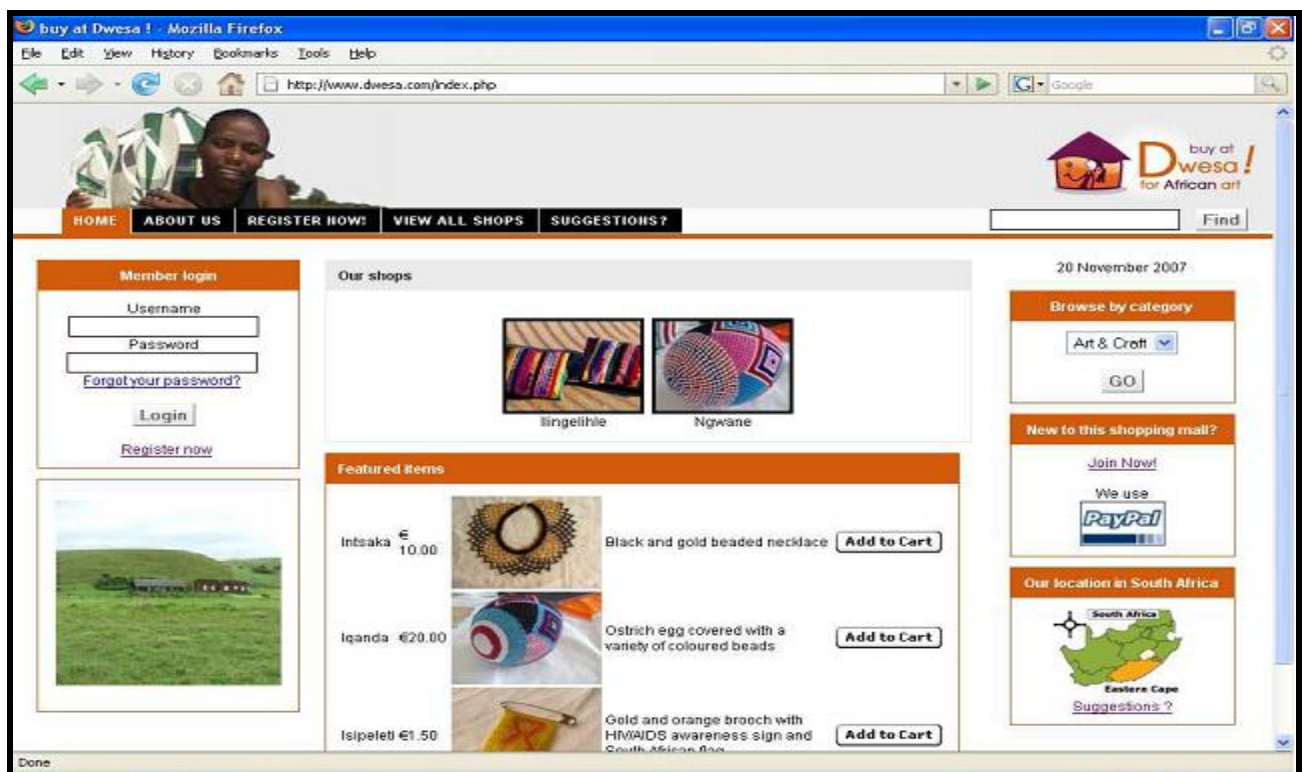 buy at Dwesa ! - Mozilla Firefox
File Edit View History Bookmarks Tools Help
http://www.dwesa.com/index.php
G Google
buy at
Dwesa!
for African art
HOME ABOUT US REGISTER NOW! VIEW ALL SHOPS SUGGESTIONS? Find
Member login
Username
Password
Forgot your password?
Login
Register now
Our shops
Ilingelihle Ngwane
Featured items
Intsaka € 10.00 Black and gold beaded necklace Add to Cart
Iqanda €20.00 Ostrich egg covered with a
variety of coloured beads Add to Cart
Isipeleti €1.50 Gold and orange brooch with
HIV/AIDS awareness sign and
South African flag Add to Cart
20 November 2007
Browse by category
Art & Craft
GO
New to this shopping mall?
Join Now!
We use
PayPal
Our location in South Africa
South Africa
Eastern Cape
Suggestions ?
Done